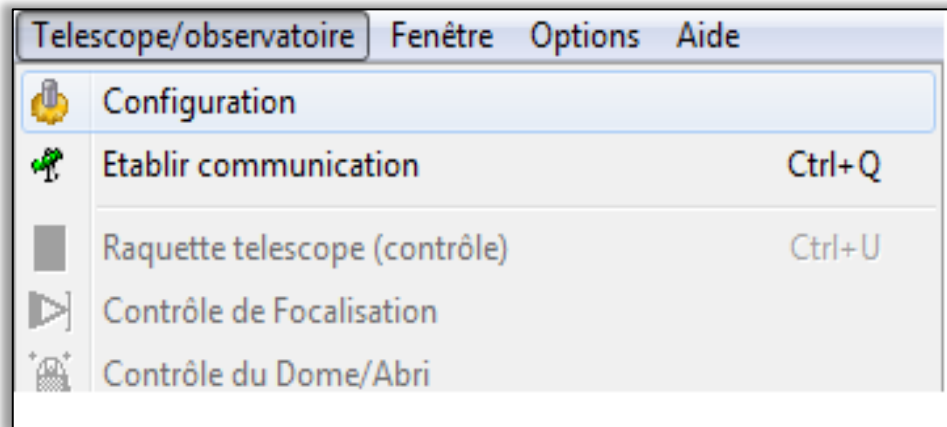 Telescope/observatoire Fenêtre Options Aide
Configuration
Etablir communication Ctrl+Q
Raquette telescope (contrôle) Ctrl+U
Contrôle de Focalisation
Contrôle du Dome/Abri